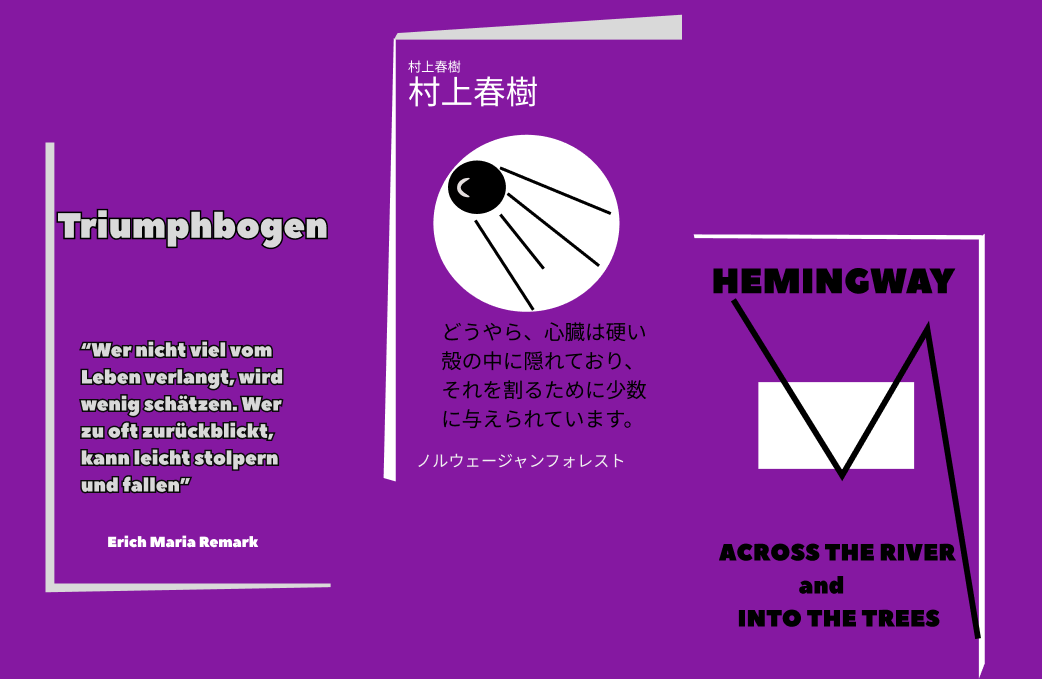 Triumphbogen
“Wer nicht viel vom
Leben verlangt, wird
wenig schätzen. Wer
zu oft zurückblickt,
kann leicht stolpern
und fallen”
Erich Maria Remark
村上春樹
村上春樹
どうやら、心臓は硬い
殻の中に隠れており、
それを割るために少数
に与えられています。
ノルウェージャンフォレスト
HEMINGWAY
ACROSS THE RIVER
and
INTO THE TREES